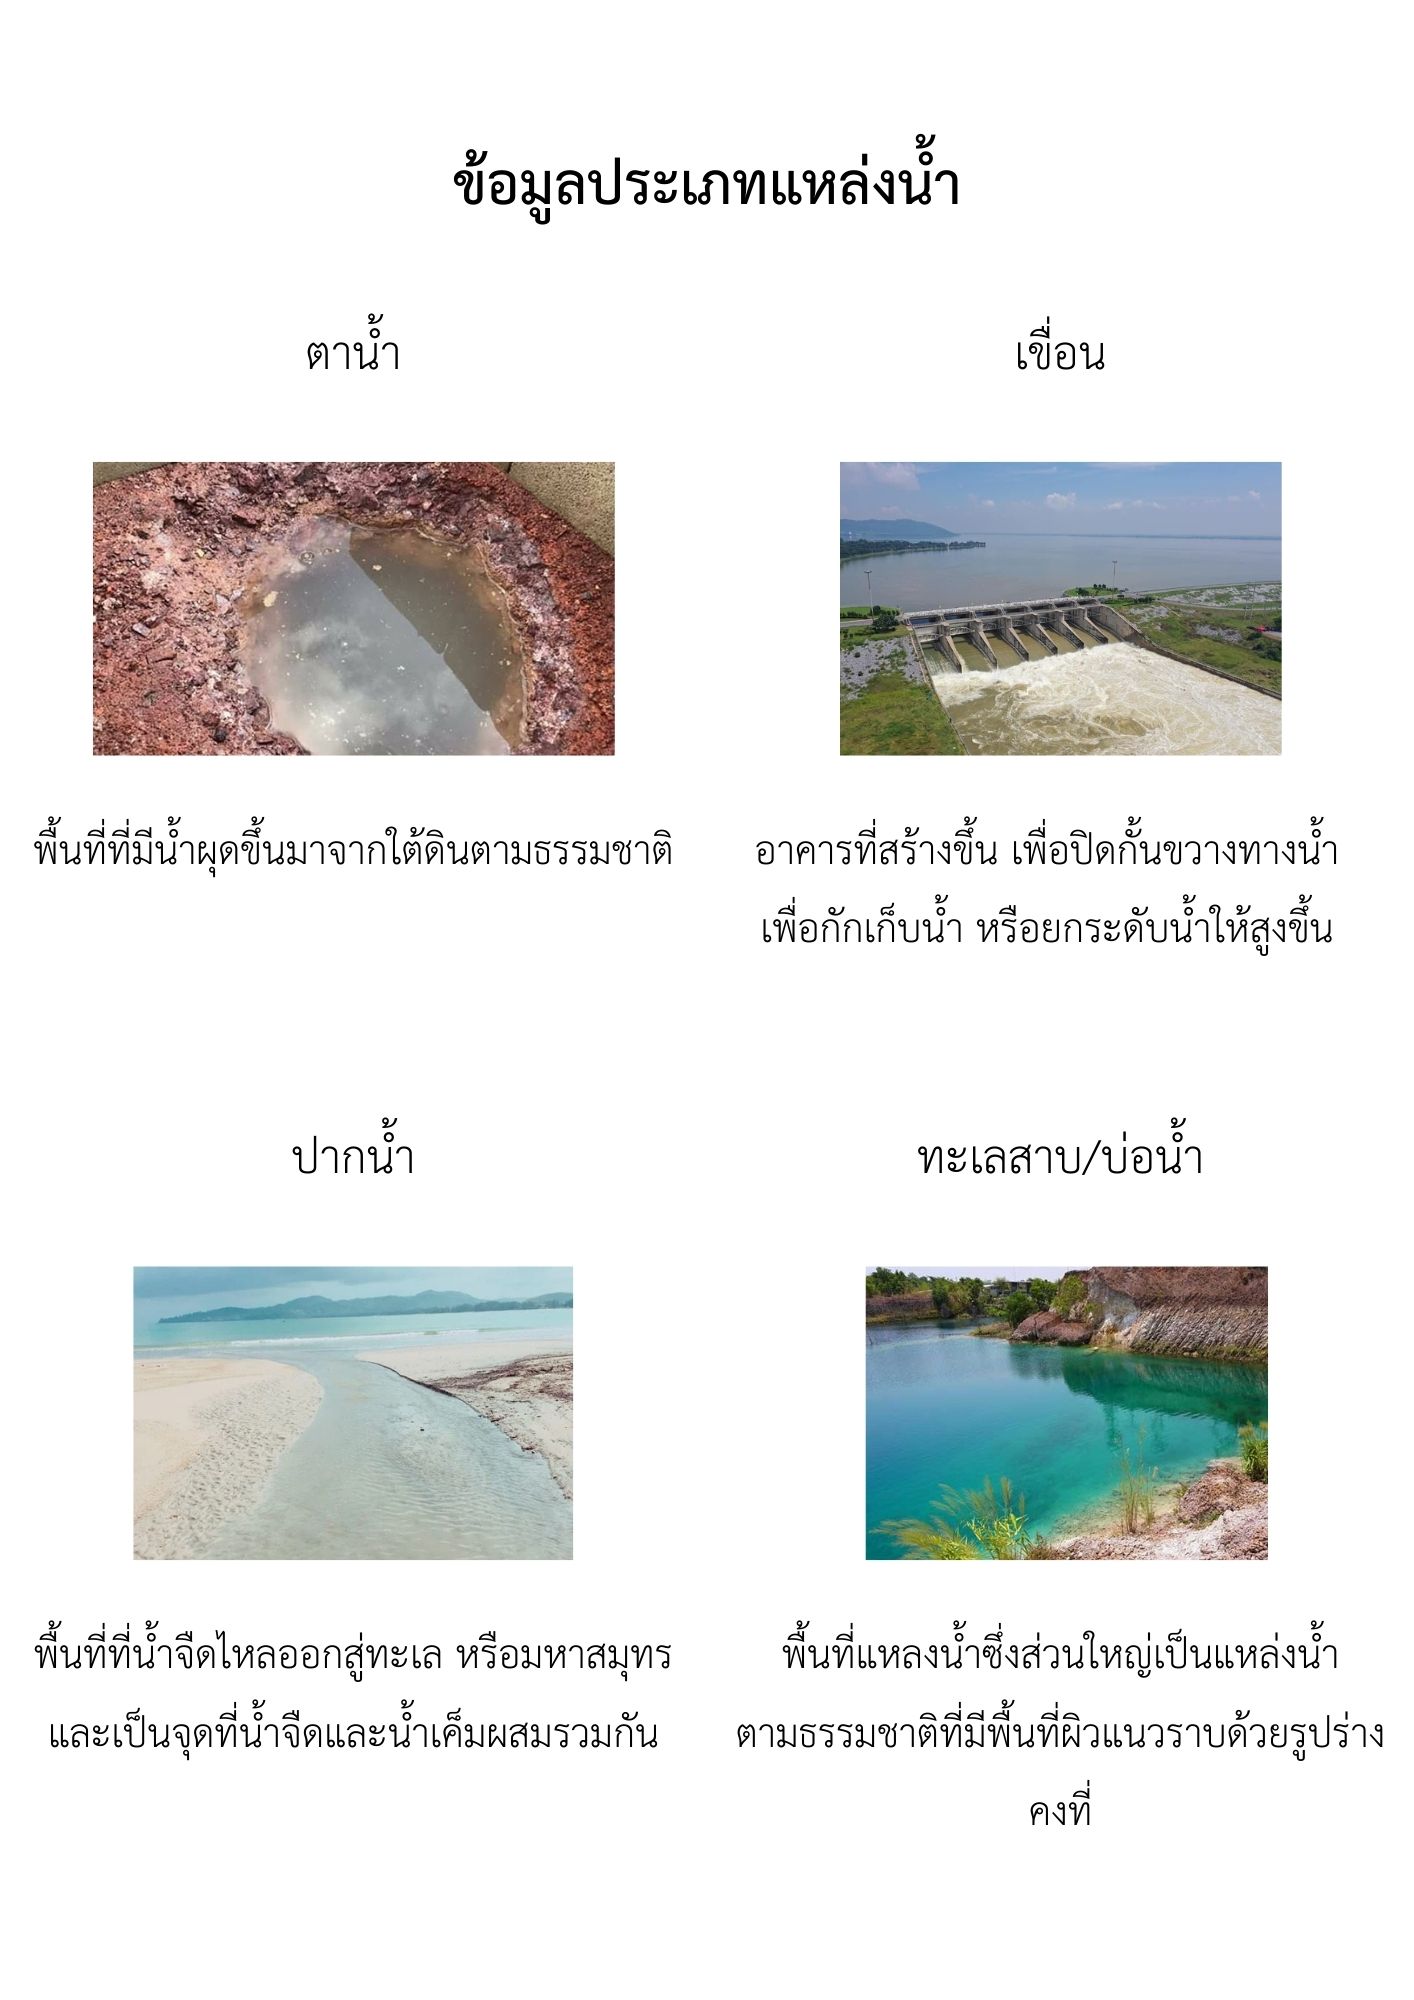 ข้อมูลประเภทแหล่งน้ำ
ตาน้ำ
พื้นที่ที่มีน้ำผุดขึ้นมาจากใต้ดินตามธรรมชาติ
เขื่อน
อาคารที่สร้างขึ้น เพื่อปิดกั้นขวางทางน้ำ
เพื่อกักเก็บน้ำ หรือยกระดับน้ำให้สูงขึ้น
ปากน้ำ
พื้นที่ที่น้ำจืดไหลออกสู่ทะเล หรือมหาสมุทร
และเป็นจุดที่น้ำจืดและน้ำเค็มผสมรวมกัน
ทะเลสาบ/บ่อน้ำ
พื้นที่แหลงน้ำซึ่งส่วนใหญ่เป็นแหล่งน้ำ
ตามธรรมชาติที่มีพื้นที่ผิวแนวราบด้วยรูปร่าง
คงที่